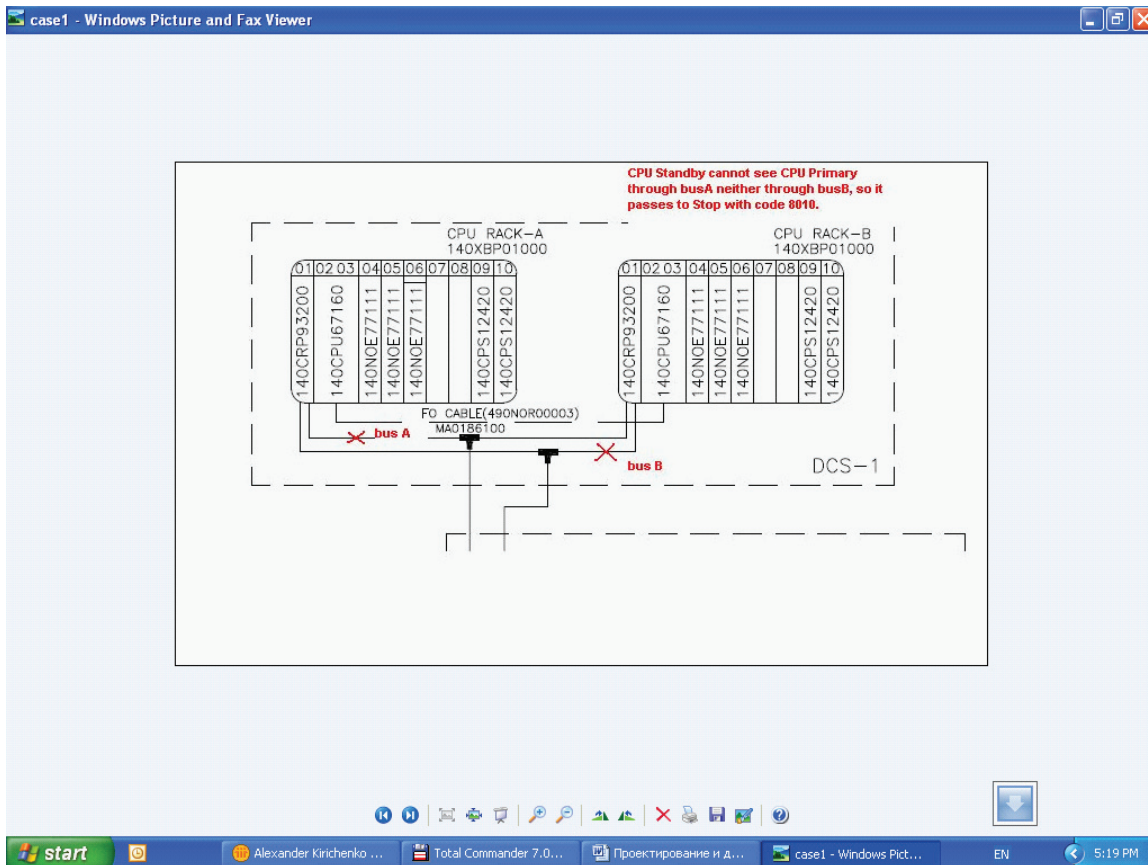 case1 - Windows Picture and Fax Viewer
CPU Standby cannot see CPU Primary
through busA neither through busB, so it
passes to Stop with code 8010.
CPU RACK-A
140XBP01000
CPU RACK-B
140XBP01000
01 02 03 04 05 06 07 08 09 10
01 02 03 04 05 06 07 08 09 10
140CRP93200
140CPU67160
140NOE77111
140NOE77111
140NOE77111
140CPS12420
140CPS12420
140CRP93200
140CPU67160
140NOE77111
140NOE77111
140NOE77111
140CPS12420
140CPS12420
FO CABLE(490NOR00003)
MA0186100
bus A
bus B
DCS-1
start
Alexander Kirichenko ...
Total Commander 7.0...
Проектирование и д...
case1 - Windows Pict...
EN
5:19 PM